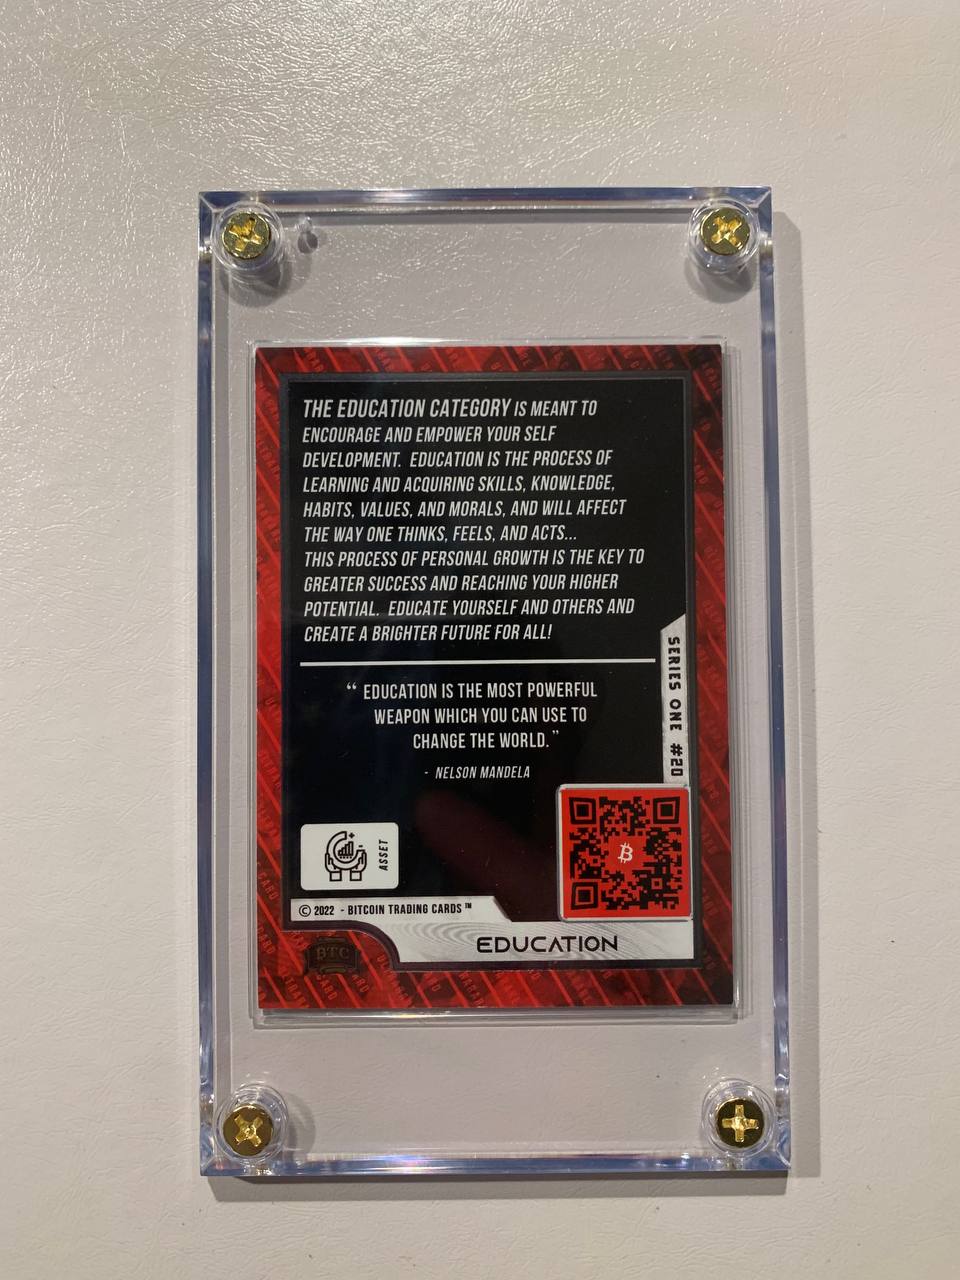 THE EDUCATION CATEGORY IS MEANT TO
ENCOURAGE AND EMPOWER YOUR SELF
DEVELOPMENT. EDUCATION IS THE PROCESS OF
LEARNING AND ACQUIRING SKILLS, KNOWLEDGE,
HABITS, VALUES, AND MORALS, AND WILL AFFECT
THE WAY ONE THINKS, FEELS, AND ACTS...
THIS PROCESS OF PERSONAL GROWTH IS THE KEY TO
GREATER SUCCESS AND REACHING YOUR HIGHER
POTENTIAL. EDUCATE YOURSELF AND OTHERS AND
CREATE A BRIGHTER FUTURE FOR ALL!
SERIES ONE #20
“ EDUCATION IS THE MOST POWERFUL
WEAPON WHICH YOU CAN USE TO
CHANGE THE WORLD.”
- NELSON MANDELA
ASSET
© 2022 - BITCOIN TRADING CARDS™
EDUCATION
BTC